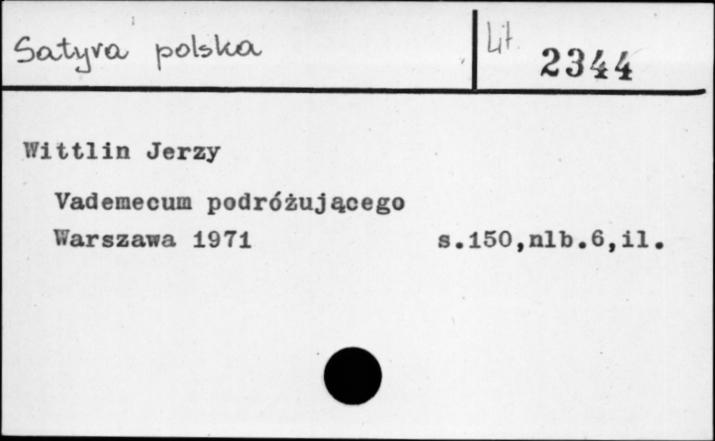 Satyra polska
Lit.
2344
Wittlin Jerzy
Vademecum podróżującego
Warszawa 1971 s.150,nlb.6,il.